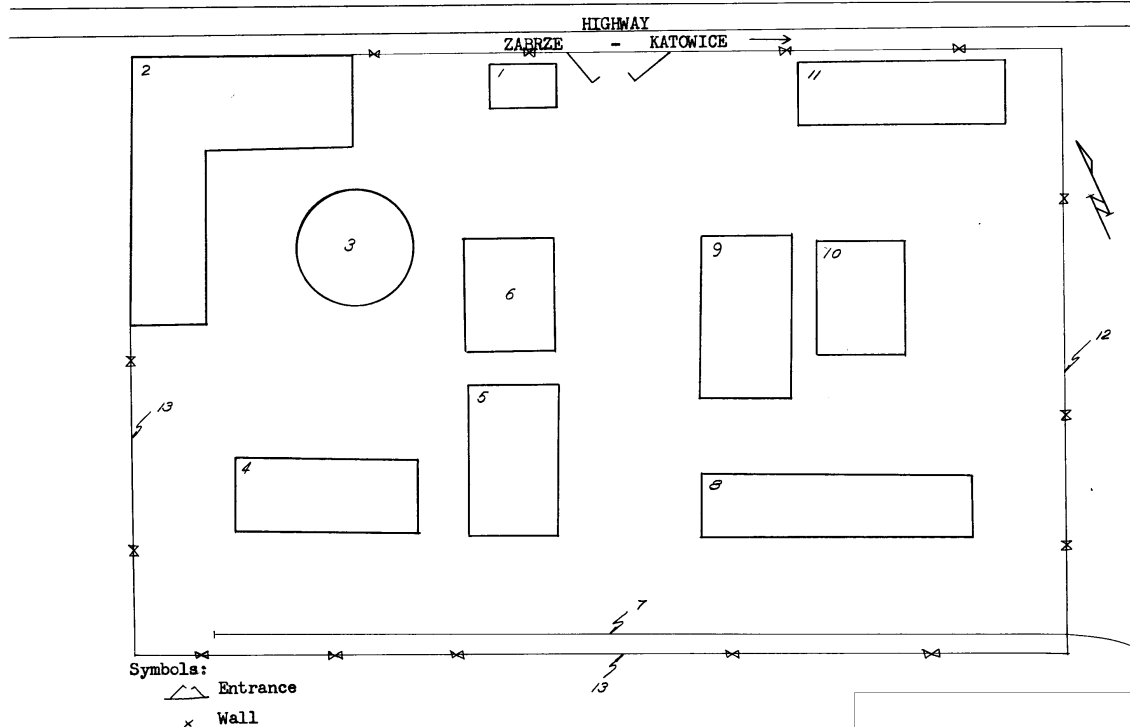 HIGHWAY
ZABRZE - KATOWICE
2
1
11
3
6
9
10
12
5
13
4
8
7
13
Symbols:
Entrance
Wall